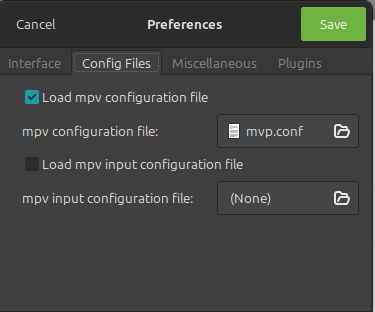 Cancel Preferences Save
Interface Config Files Miscellaneous Plugins
Load mpv configuration file
mpv configuration file: mvp.conf
Load mpv input configuration file
mpv input configuration file: (None)